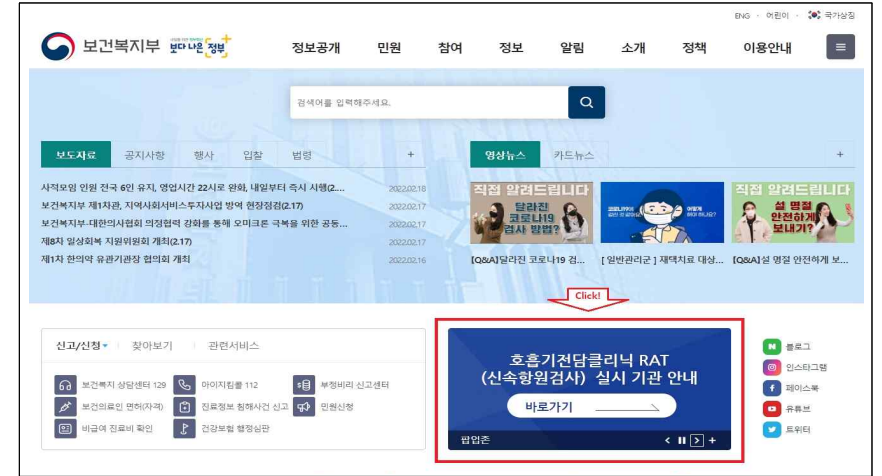 ENG · 어린이 · 국가상징
보건복지부 보다 나은 정부
정보공개 민원 참여 정보 알림 소개 정책 이용안내
검색어를 입력해주세요.
보도자료 공지사항 행사 입찰 법령 +
사적모임 인원 전국 6인 유지, 영업시간 22시로 완화, 내일부터 즉시 시행(2.... 2022.02.18
보건복지부 제1차관, 지역사회서비스투자사업 방역 현장점검(2.17) 2022.02.17
보건복지부-대한의사협회 의정협력 강화를 통해 오미크론 극복을 위한 공동... 2022.02.17
제8차 일상회복 지원위원회 개최(2.17) 2022.02.17
제1차 한의약 유관기관장 협의회 개최 2022.02.16
영상뉴스 카드뉴스 +
직접 알려드립니다
달라진
코로나19
검사 방법?
직접 알려드립니다
설 명절
안전하게
보내기?
[Q&A]달라진 코로나19 검...
[ 일반관리군 ] 재택치료 대상...
[Q&A]설 명절 안전하게 보...
Click!
신고/신청 찾아보기 관련서비스
보건복지 상담센터 129 아이지킴콜 112 부정비리 신고센터
보건의료인 면허(자격) 진료정보 침해사건 신고 민원신청
비급여 진료비 확인 건강보험 행정심판
호흡기전담클리닉 RAT
(신속항원검사) 실시 기관 안내
바로가기
팝업존
블로그
인스타그램
페이스북
유튜브
트위터